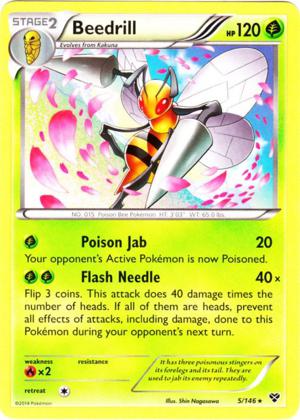 STAGE2
Beedrill
HP 120
Evolves from Kakuna
NO. 015 Poison Bee Pokémon HT: 3'03" WT: 65.0 lbs.
Poison Jab 20
Your opponent's Active Pokémon is now Poisoned.
Flash Needle 40×
Flip 3 coins. This attack does 40 damage times the
number of heads. If all of them are heads, prevent
all effects of attacks, including damage, done to this
Pokémon during your opponent's next turn.
weakness resistance
×2
retreat
It has three poisonous stingers on
its forelegs and its tail. They are
used to jab its enemy repeatedly.
©2014 Pokémon
Illus. Shin Nagasawa
5/146 ★